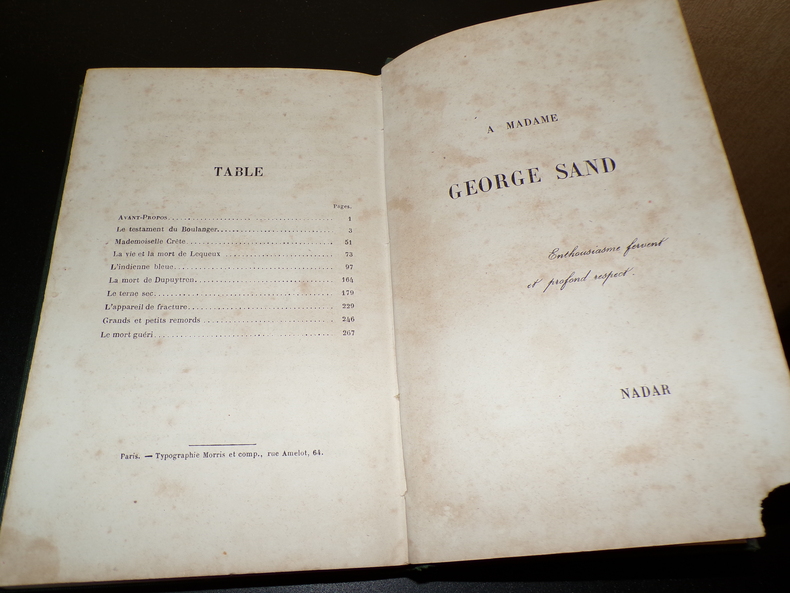 TABLE
Pages.
AVANT-PROPOS........................................ 1
Le testament du Boulanger........................... 3
Mademoiselle Crète.................................. 51
La vie et la mort de Lequeux ....................... 73
L'indienne bleue.................................... 97
La mort de Dupuytren................................ 164
Le terne sec........................................ 179
L'appareil de fracture.............................. 229
Grands et petits remords ........................... 246
Le mort guéri....................................... 267
Paris. — Typographie Morris et comp., rue Amelot, 64.
A MADAME
GEORGE SAND
Enthousiasme fervent
et profond respect.
NADAR